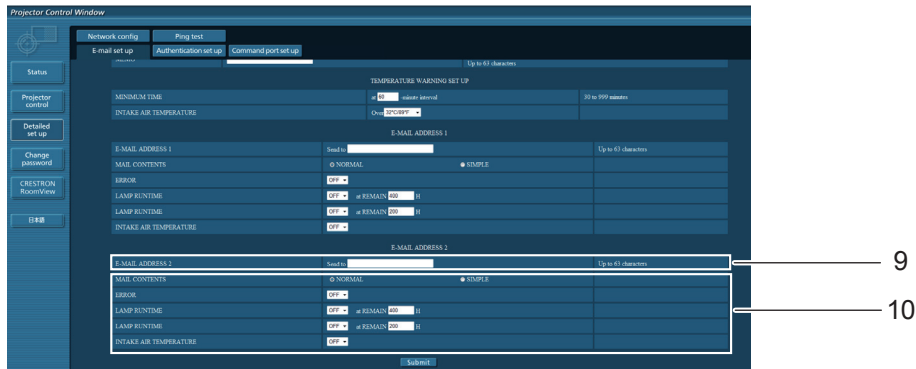 Projector Control Window
Network config Ping test
E-mail set up Authentication set up Command port set up
MEMO Up to 63 characters
Status
TEMPERATURE WARNING SET UP
MINIMUM TIME at 60 -minute interval 30 to 999 minutes
Projector control
INTAKE AIR TEMPERATURE Over 32°C/89°F
Detailed set up
E-MAIL ADDRESS 1
E-MAIL ADDRESS 1 Send to Up to 63 characters
Change password
MAIL CONTENTS NORMAL SIMPLE
ERROR OFF
CRESTRON RoomView
LAMP RUNTIME OFF at REMAIN 400 H
LAMP RUNTIME OFF at REMAIN 200 H
日本語
INTAKE AIR TEMPERATURE OFF
E-MAIL ADDRESS 2
E-MAIL ADDRESS 2 Send to Up to 63 characters
9
MAIL CONTENTS NORMAL SIMPLE
ERROR OFF
LAMP RUNTIME OFF at REMAIN 400 H
10
LAMP RUNTIME OFF at REMAIN 200 H
INTAKE AIR TEMPERATURE OFF
Submit